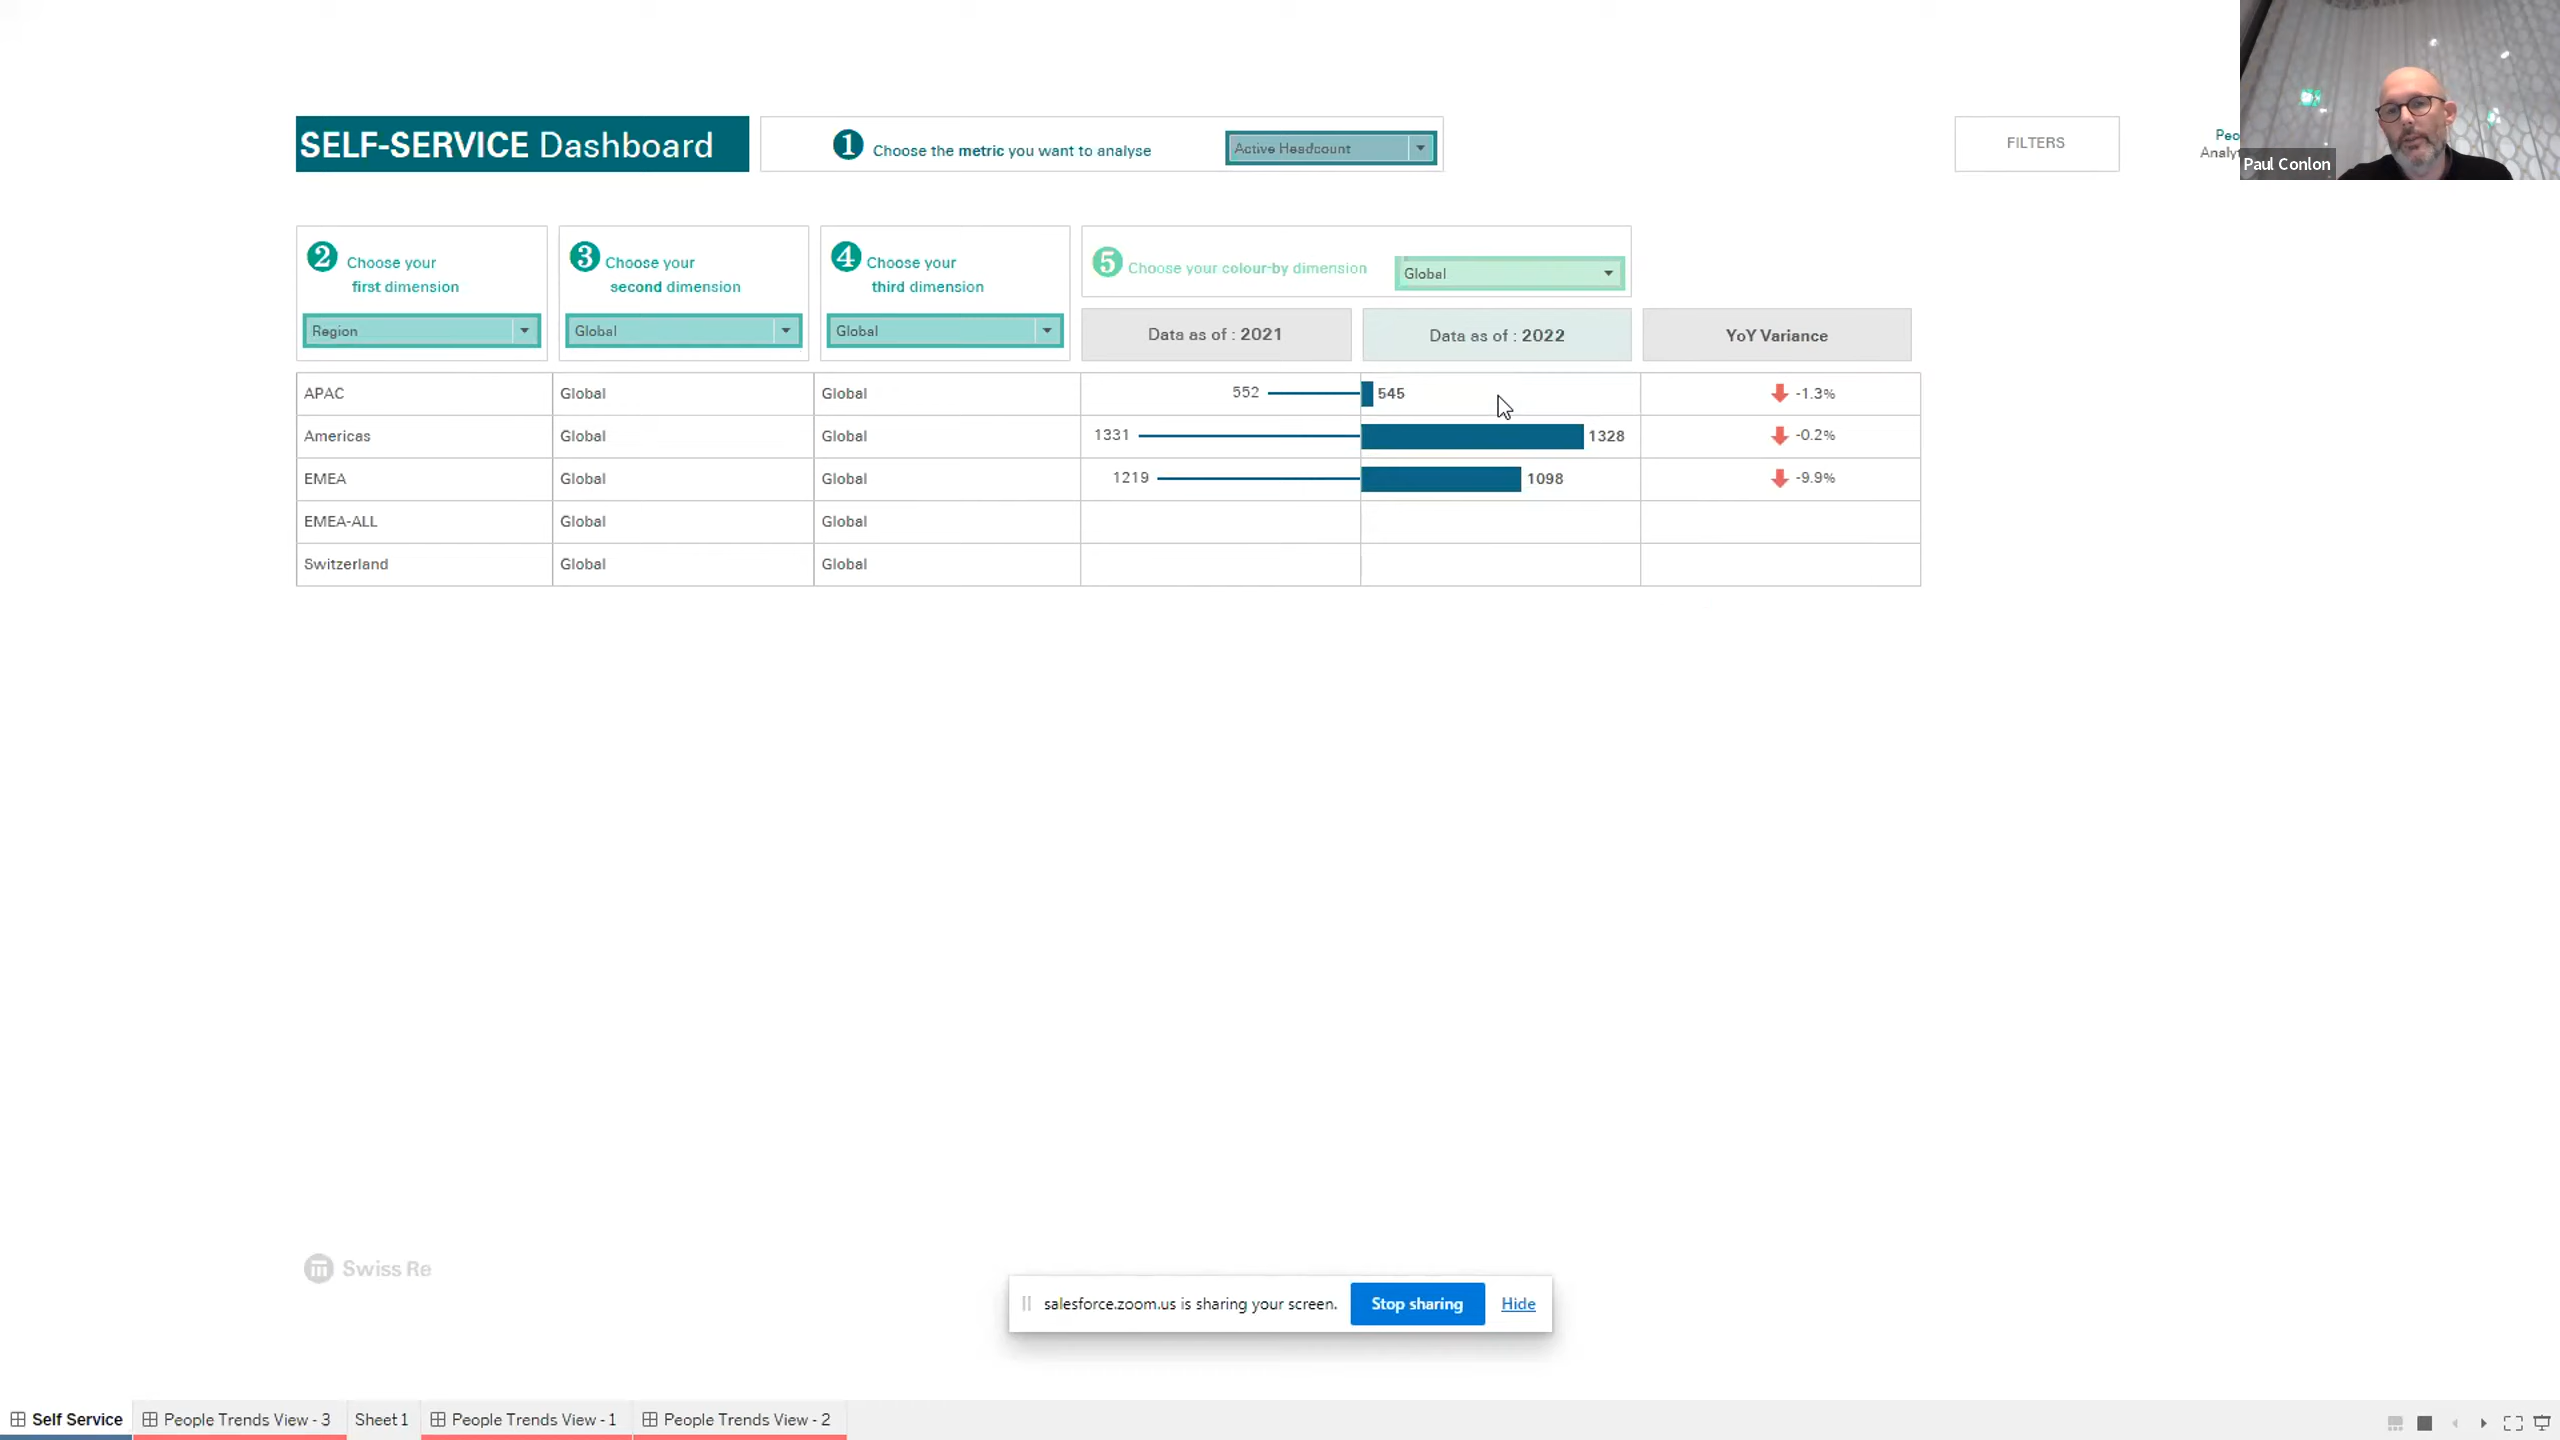 SELF-SERVICE Dashboard
1 Choose the metric you want to analyse
Active Headcount
FILTERS
Paul Conlon
2 Choose your
first dimension
Region
3 Choose your
second dimension
Global
4 Choose your
third dimension
Global
5 Choose your colour-by dimension
Global
Data as of : 2021
Data as of : 2022
YoY Variance
APAC Global Global 552 545 -1.3%
Americas Global Global 1331 1328 -0.2%
EMEA Global Global 1219 1098 -9.9%
EMEA-ALL Global Global
Switzerland Global Global
Swiss Re
salesforce.zoom.us is sharing your screen. Stop sharing Hide
Self Service People Trends View - 3 Sheet 1 People Trends View - 1 People Trends View - 2